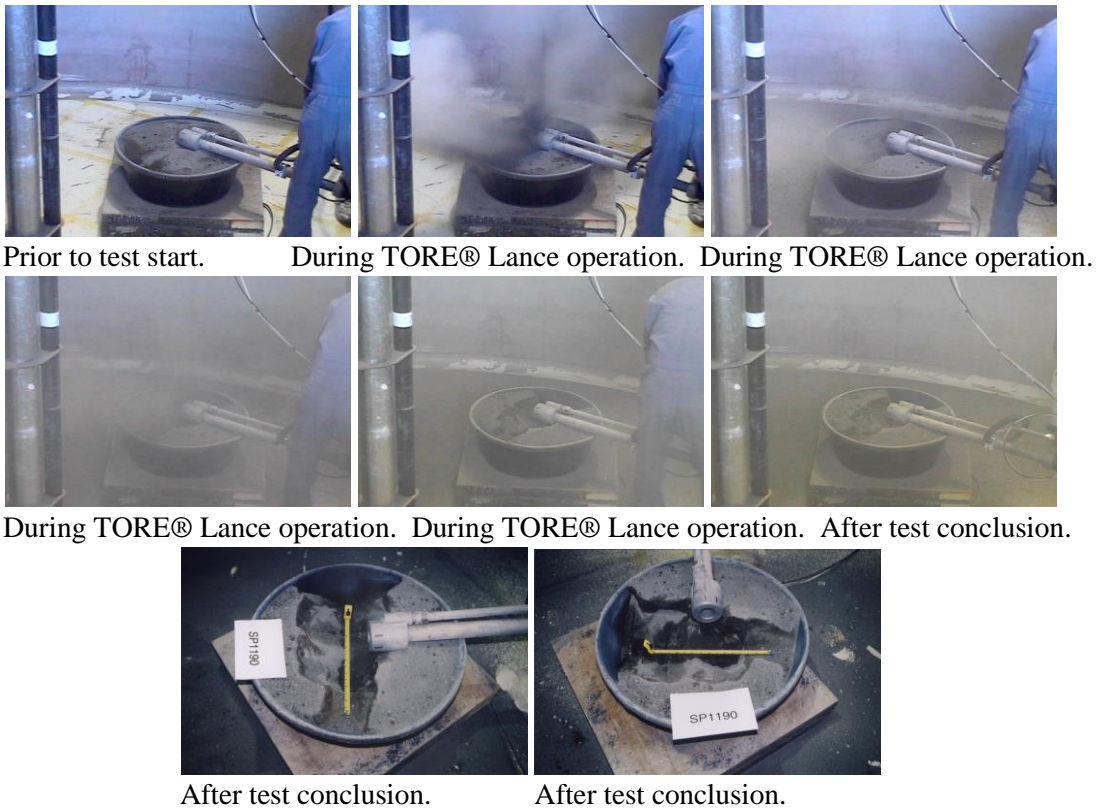 Prior to test start. During TORE® Lance operation. During TORE® Lance operation.
During TORE® Lance operation. During TORE® Lance operation. After test conclusion.
SP1190
SP1190
After test conclusion. After test conclusion.